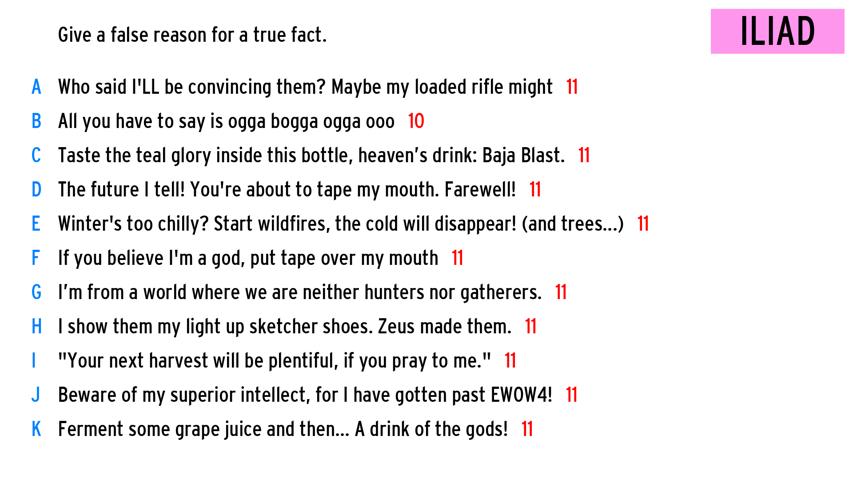 Give a false reason for a true fact.
ILIAD
A Who said I'LL be convincing them? Maybe my loaded rifle might 11
B All you have to say is ogga bogga ogga ooo 10
C Taste the teal glory inside this bottle, heaven’s drink: Baja Blast. 11
D The future I tell! You're about to tape my mouth. Farewell! 11
E Winter's too chilly? Start wildfires, the cold will disappear! (and trees...) 11
F If you believe I'm a god, put tape over my mouth 11
G I’m from a world where we are neither hunters nor gatherers. 11
H I show them my light up sketcher shoes. Zeus made them. 11
I "Your next harvest will be plentiful, if you pray to me." 11
J Beware of my superior intellect, for I have gotten past EWOW4! 11
K Ferment some grape juice and then... A drink of the gods! 11